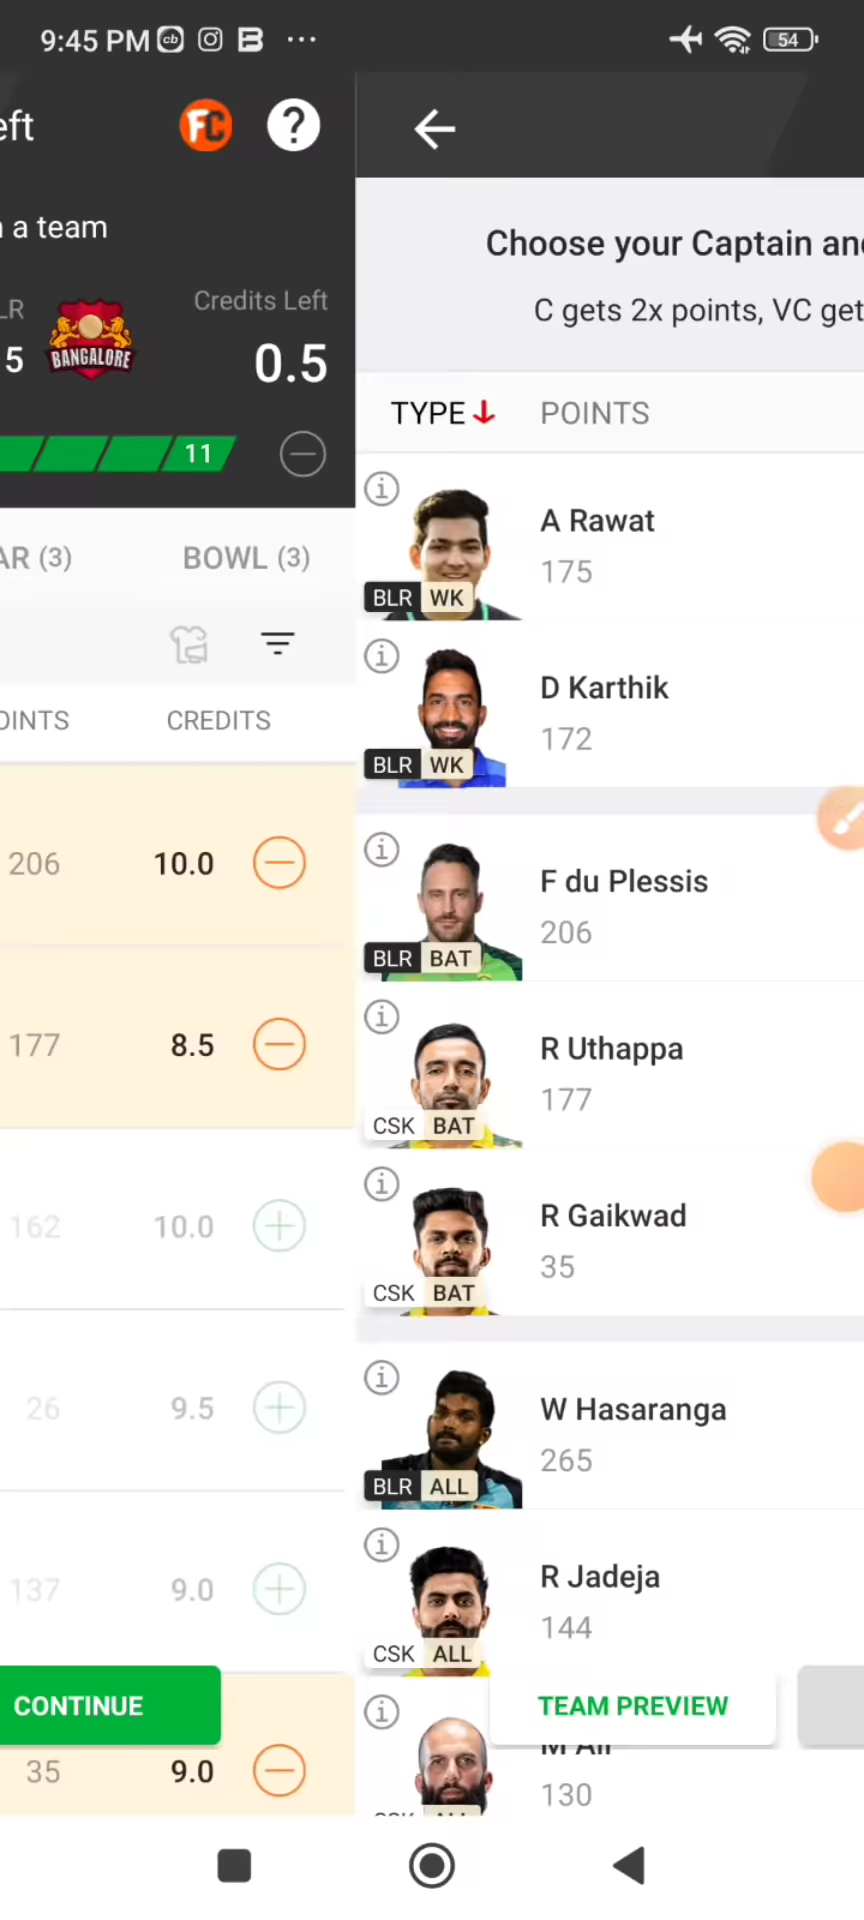 9:45 PM
54
eft
FC
?
a team
LR
Credits Left
5
BANGALORE
0.5
11
AR (3)
BOWL (3)
OINTS
CREDITS
206
10.0
177
8.5
162
10.0
26
9.5
137
9.0
CONTINUE
35
9.0
Choose your Captain and
C gets 2x points, VC get
TYPE
POINTS
A Rawat
175
BLR WK
D Karthik
172
BLR WK
F du Plessis
206
BLR BAT
R Uthappa
177
CSK BAT
R Gaikwad
35
CSK BAT
W Hasaranga
265
BLR ALL
R Jadeja
144
CSK ALL
TEAM PREVIEW
M Ali
130
CSK ALL